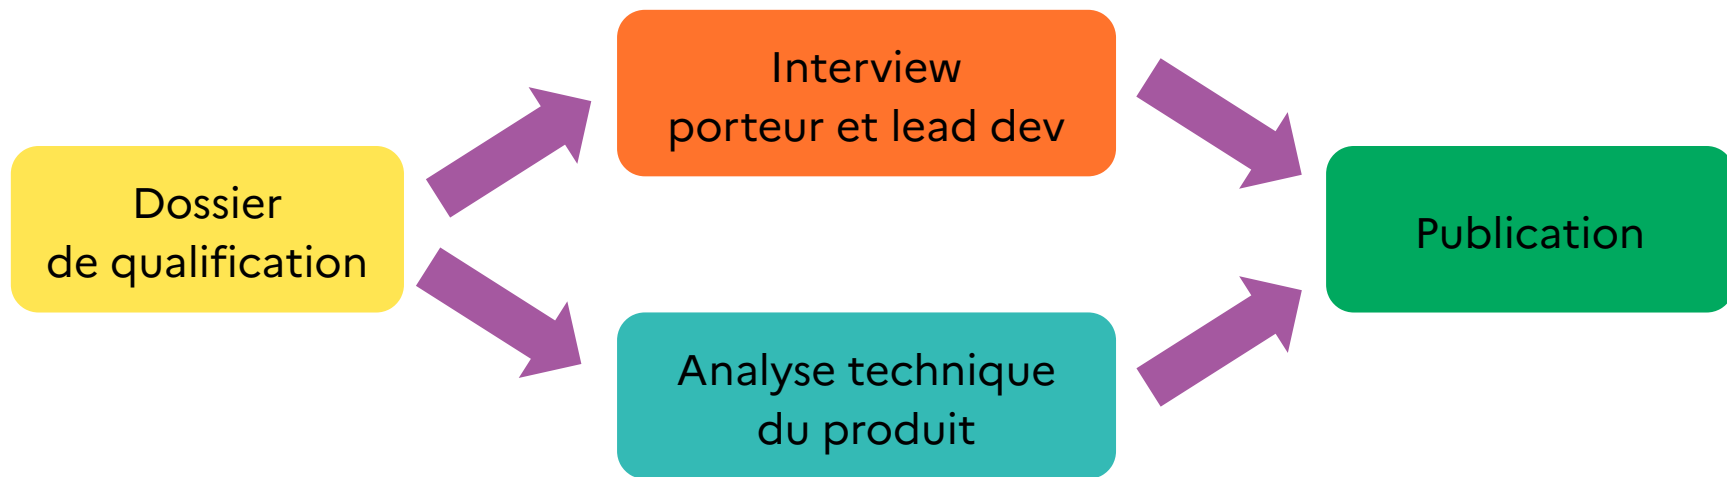 Dossier
de qualification
Interview
porteur et lead dev
Analyse technique
du produit
Publication